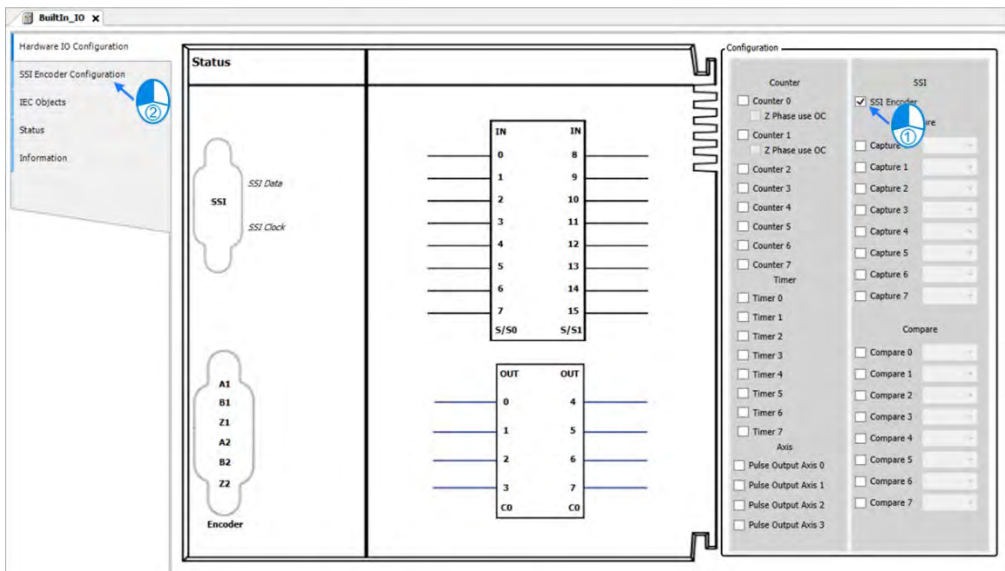 BuiltIn_IO x
Hardware IO Configuration
SSI Encoder Configuration
②
IEC Objects
Status
Information
Status
SSI
SSI Data
SSI Clock
A1
B1
Z1
A2
B2
Z2
Encoder
IN IN
0 8
1 9
2 10
3 11
4 12
5 13
6 14
7 15
S/S0 S/S1
OUT OUT
0 4
1 5
2 6
3 7
C0 C0
Configuration
Counter
Counter 0
Z Phase use OC
Counter 1
Z Phase use OC
Counter 2
Counter 3
Counter 4
Counter 5
Counter 6
Counter 7
Timer
Timer 0
Timer 1
Timer 2
Timer 3
Timer 4
Timer 5
Timer 6
Timer 7
Axis
Pulse Output Axis 0
Pulse Output Axis 1
Pulse Output Axis 2
Pulse Output Axis 3
SSI
SSI Encoder
①
Capture 1
Capture 2
Capture 3
Capture 4
Capture 5
Capture 6
Capture 7
Compare
Compare 0
Compare 1
Compare 2
Compare 3
Compare 4
Compare 5
Compare 6
Compare 7